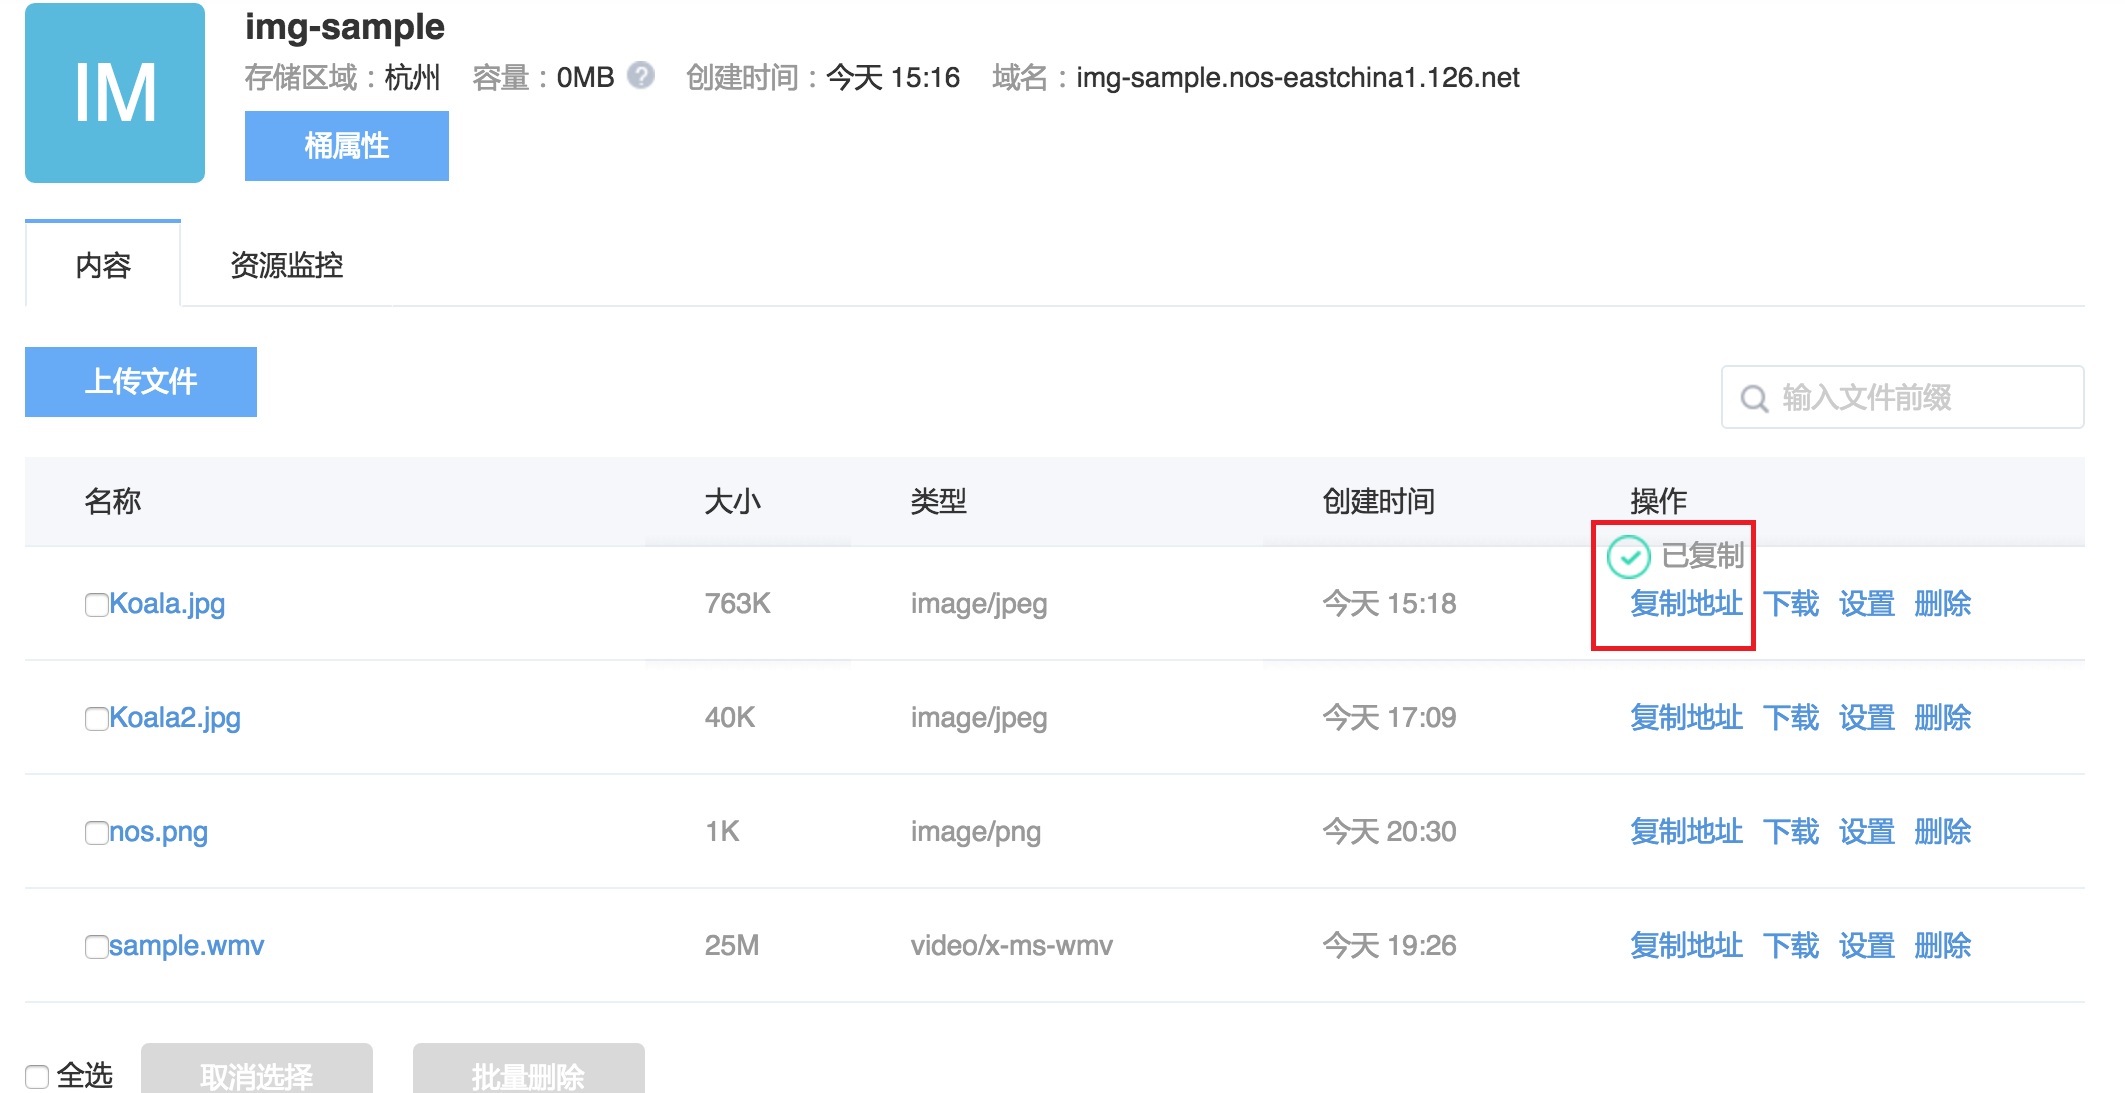 IM
img-sample
存储区域：杭州 容量：0MB ? 创建时间：今天 15:16 域名：img-sample.nos-eastchina1.126.net
桶属性
内容 资源监控
上传文件
输入文件前缀
名称 大小 类型 创建时间 操作
已复制
Koala.jpg 763K image/jpeg 今天 15:18 复制地址 下载 设置 删除
Koala2.jpg 40K image/jpeg 今天 17:09 复制地址 下载 设置 删除
nos.png 1K image/png 今天 20:30 复制地址 下载 设置 删除
sample.wmv 25M video/x-ms-wmv 今天 19:26 复制地址 下载 设置 删除
全选 取消选择 批量删除